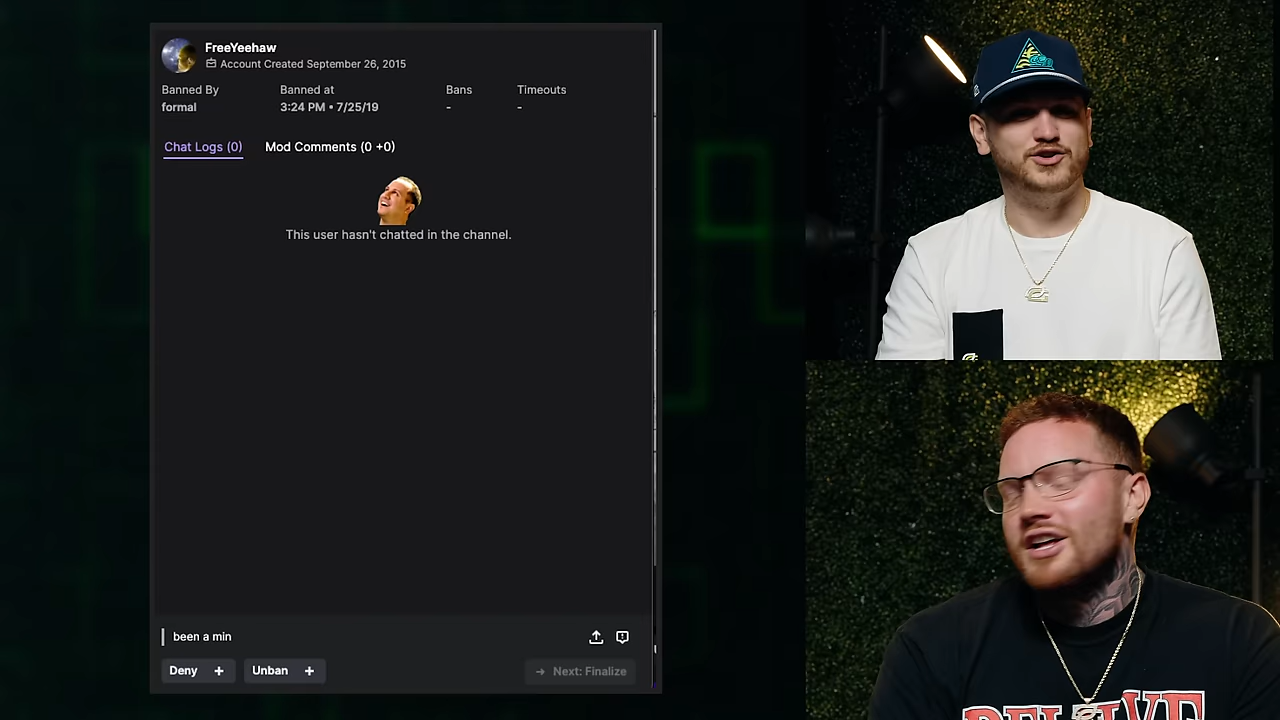 FreeYeehaw
Account Created September 26, 2015
Banned By
Banned at
Bans
Timeouts
formal
3:24 PM • 7/25/19
-
-
Chat Logs (0)
Mod Comments (0 +0)
This user hasn't chatted in the channel.
been a min
Deny +
Unban +
→ Next: Finalize